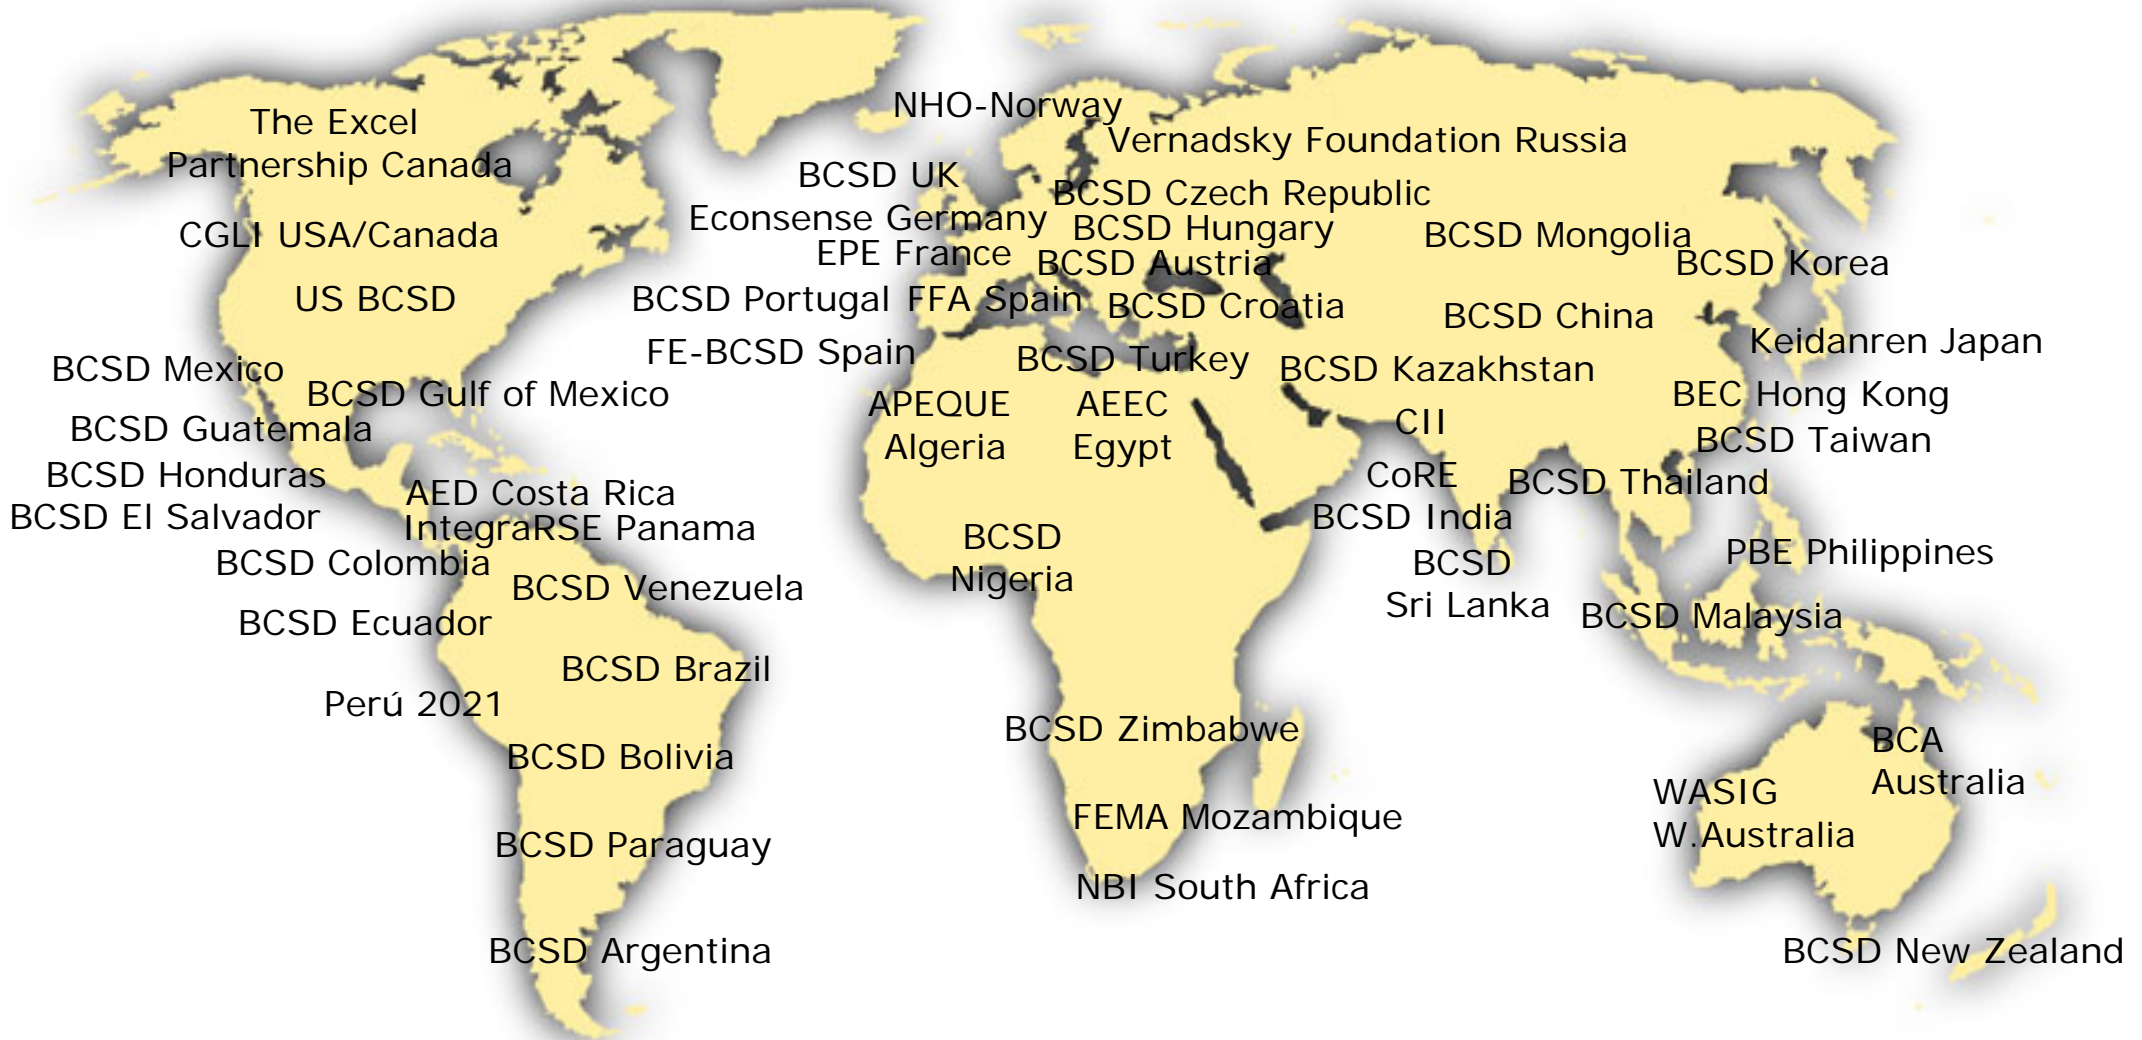 The Excel
Partnership Canada
CGLI USA/Canada
US BCSD
BCSD Mexico
BCSD Gulf of Mexico
BCSD Guatemala
BCSD Honduras
BCSD El Salvador
AED Costa Rica
IntegraRSE Panama
BCSD Colombia
BCSD Venezuela
BCSD Ecuador
BCSD Brazil
Perú 2021
BCSD Bolivia
BCSD Paraguay
BCSD Argentina
NHO-Norway
Vernadsky Foundation Russia
BCSD UK
BCSD Czech Republic
Econsense Germany
BCSD Hungary
EPE France
BCSD Austria
BCSD Portugal
FFA Spain
BCSD Croatia
FE-BCSD Spain
BCSD Turkey
APEQUE
Algeria
AEEC
Egypt
BCSD
Nigeria
BCSD Zimbabwe
FEMA Mozambique
NBI South Africa
BCSD Mongolia
BCSD Korea
BCSD China
Keidanren Japan
BCSD Kazakhstan
BEC Hong Kong
CII
BCSD Taiwan
CoRE
BCSD Thailand
BCSD India
BCSD
Sri Lanka
PBE Philippines
BCSD Malaysia
BCA
Australia
WASIG
W.Australia
BCSD New Zealand